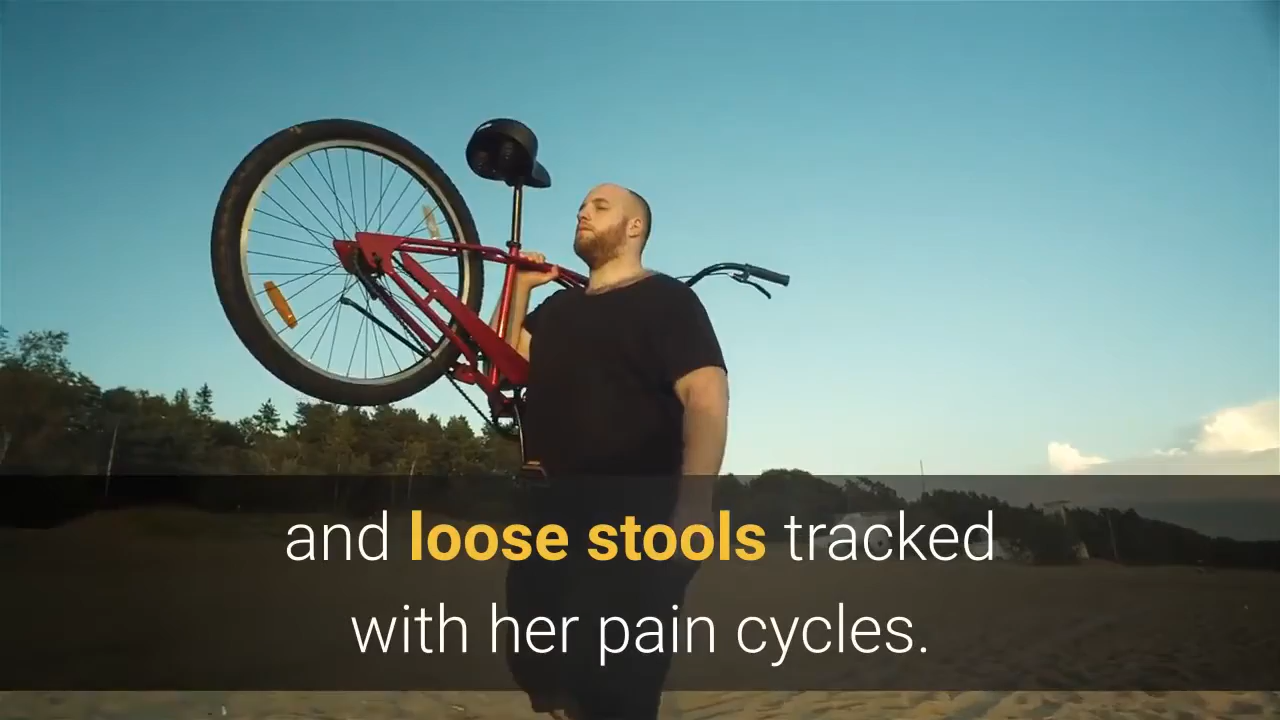 and loose stools tracked
with her pain cycles.